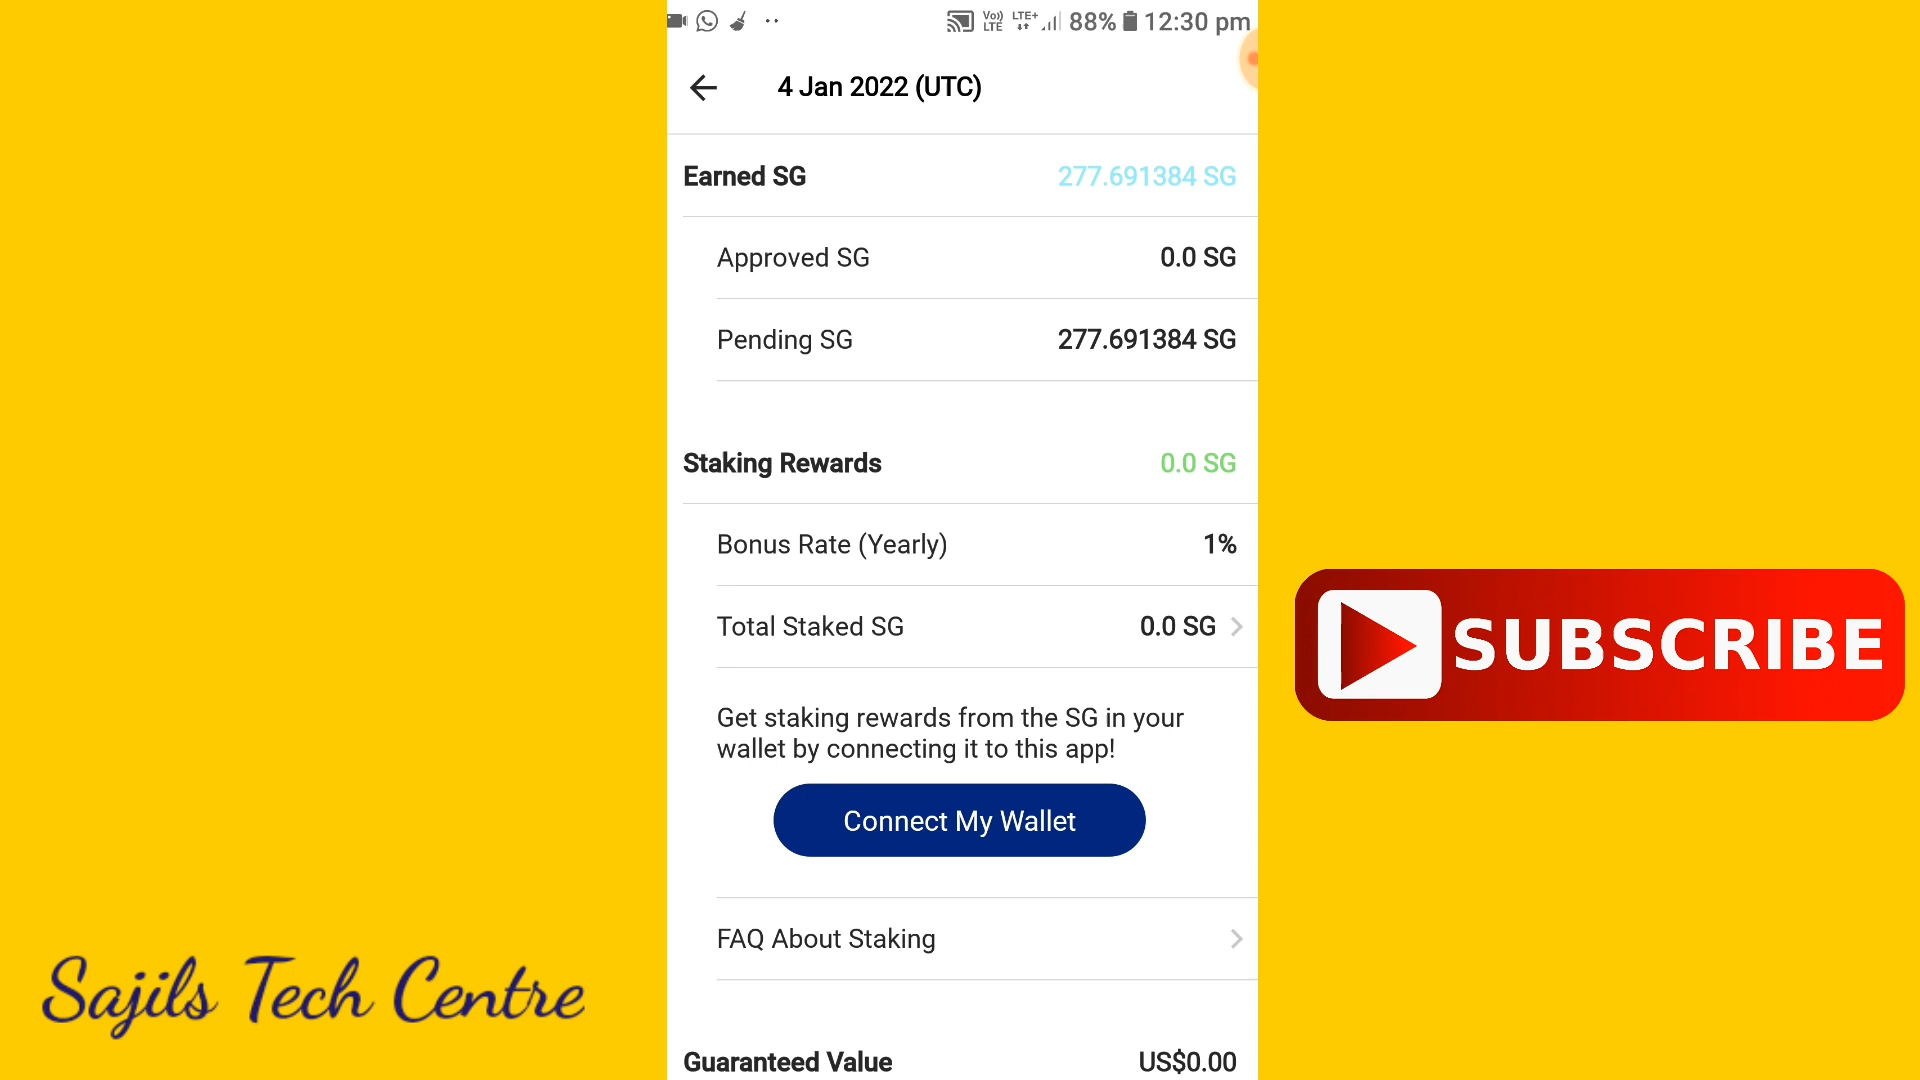 Vo)) LTE LTE+ 88% 12:30 pm
4 Jan 2022 (UTC)
Earned SG 277.691384 SG
Approved SG 0.0 SG
Pending SG 277.691384 SG
Staking Rewards 0.0 SG
Bonus Rate (Yearly) 1%
Total Staked SG 0.0 SG
Get staking rewards from the SG in your
wallet by connecting it to this app!
Connect My Wallet
FAQ About Staking
Guaranteed Value US$0.00
SUBSCRIBE
Sajils Tech Centre